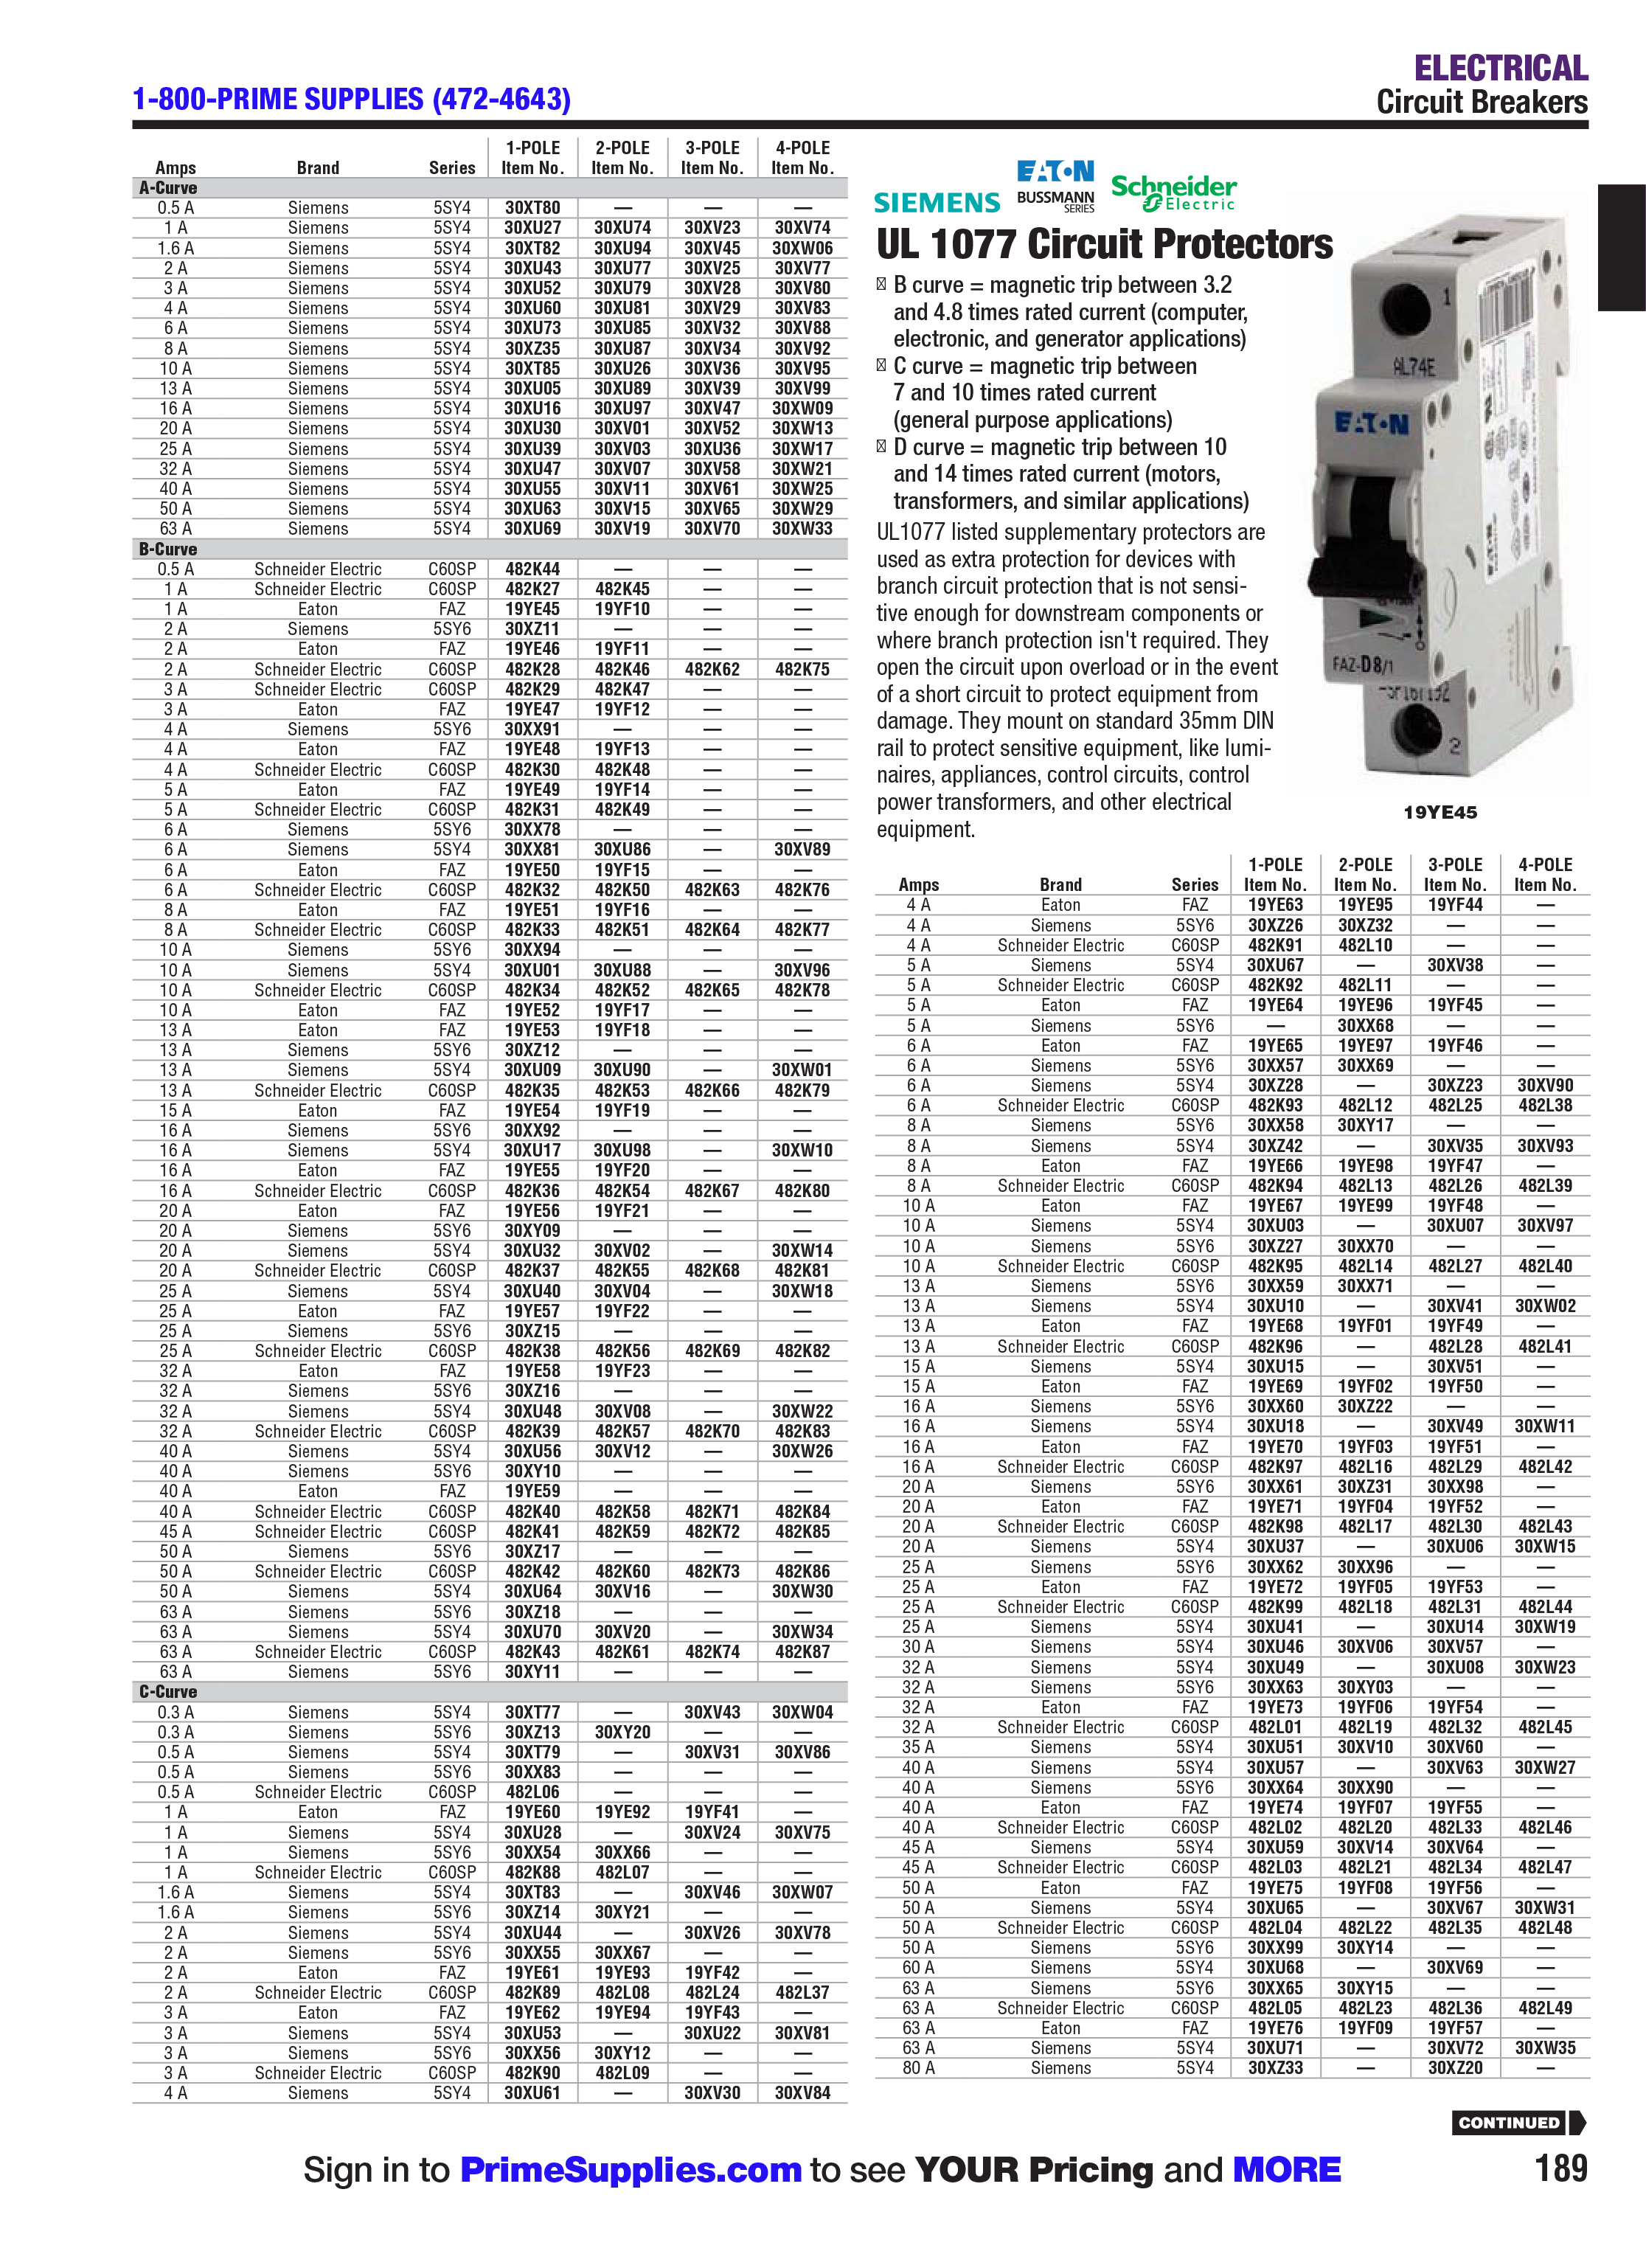 ELECTRICAL
1-800-PRIME SUPPLIES (472-4643)
Circuit Breakers
Amps Brand Series 1-POLE Item No. 2-POLE Item No. 3-POLE Item No. 4-POLE Item No.
A-Curve
0.5 A Siemens 5SY4 30XT80 — — —
1 A Siemens 5SY4 30XU27 30XU74 30XV23 30XV74
1.6 A Siemens 5SY4 30XT82 30XU94 30XV45 30XW06
2 A Siemens 5SY4 30XU43 30XU77 30XV25 30XV77
3 A Siemens 5SY4 30XU52 30XU79 30XV28 30XV80
4 A Siemens 5SY4 30XU60 30XU81 30XV29 30XV83
6 A Siemens 5SY4 30XU73 30XU85 30XV32 30XV88
8 A Siemens 5SY4 30XZ35 30XU87 30XV34 30XV92
10 A Siemens 5SY4 30XT85 30XU26 30XV36 30XV95
13 A Siemens 5SY4 30XU05 30XU89 30XV39 30XV99
16 A Siemens 5SY4 30XU16 30XU97 30XV47 30XW09
20 A Siemens 5SY4 30XU30 30XV01 30XV52 30XW13
25 A Siemens 5SY4 30XU39 30XV03 30XU36 30XW17
32 A Siemens 5SY4 30XU47 30XV07 30XV58 30XW21
40 A Siemens 5SY4 30XU55 30XV11 30XV61 30XW25
50 A Siemens 5SY4 30XU63 30XV15 30XV65 30XW29
63 A Siemens 5SY4 30XU69 30XV19 30XV70 30XW33
B-Curve
0.5 A Schneider Electric C60SP 482K44 — — —
1 A Schneider Electric C60SP 482K27 482K45 — —
1 A Eaton FAZ 19YE45 19YF10 — —
2 A Siemens 5SY6 30XZ11 — — —
2 A Eaton FAZ 19YE46 19YF11 — —
2 A Schneider Electric C60SP 482K28 482K46 482K62 482K75
3 A Schneider Electric C60SP 482K29 482K47 — —
3 A Eaton FAZ 19YE47 19YF12 — —
4 A Siemens 5SY6 30XX91 — — —
4 A Eaton FAZ 19YE48 19YF13 — —
4 A Schneider Electric C60SP 482K30 482K48 — —
5 A Eaton FAZ 19YE49 19YF14 — —
5 A Schneider Electric C60SP 482K31 482K49 — —
6 A Siemens 5SY6 30XX78 — — —
6 A Siemens 5SY4 30XX81 30XU86 — 30XV89
6 A Eaton FAZ 19YE50 19YF15 — —
6 A Schneider Electric C60SP 482K32 482K50 482K63 482K76
8 A Eaton FAZ 19YE51 19YF16 — —
8 A Schneider Electric C60SP 482K33 482K51 482K64 482K77
10 A Siemens 5SY6 30XX94 — — —
10 A Siemens 5SY4 30XU01 30XU88 — 30XV96
10 A Schneider Electric C60SP 482K34 482K52 482K65 482K78
10 A Eaton FAZ 19YE52 19YF17 — —
13 A Eaton FAZ 19YE53 19YF18 — —
13 A Siemens 5SY6 30XZ12 — — —
13 A Siemens 5SY4 30XU09 30XU90 — 30XW01
13 A Schneider Electric C60SP 482K35 482K53 482K66 482K79
15 A Eaton FAZ 19YE54 19YF19 — —
16 A Siemens 5SY6 30XX92 — — —
16 A Siemens 5SY4 30XU17 30XU98 — 30XW10
16 A Eaton FAZ 19YE55 19YF20 — —
16 A Schneider Electric C60SP 482K36 482K54 482K67 482K80
20 A Eaton FAZ 19YE56 19YF21 — —
20 A Siemens 5SY6 30XY09 — — —
20 A Siemens 5SY4 30XU32 30XV02 — 30XW14
20 A Schneider Electric C60SP 482K37 482K55 482K68 482K81
25 A Siemens 5SY4 30XU40 30XV04 — 30XW18
25 A Eaton FAZ 19YE57 19YF22 — —
25 A Siemens 5SY6 30XZ15 — — —
25 A Schneider Electric C60SP 482K38 482K56 482K69 482K82
32 A Eaton FAZ 19YE58 19YF23 — —
32 A Siemens 5SY6 30XZ16 — — —
32 A Siemens 5SY4 30XU48 30XV08 — 30XW22
32 A Schneider Electric C60SP 482K39 482K57 482K70 482K83
40 A Siemens 5SY4 30XU56 30XV12 — 30XW26
40 A Siemens 5SY6 30XY10 — — —
40 A Eaton FAZ 19YE59 — — —
40 A Schneider Electric C60SP 482K40 482K58 482K71 482K84
45 A Schneider Electric C60SP 482K41 482K59 482K72 482K85
50 A Siemens 5SY6 30XZ17 — — —
50 A Schneider Electric C60SP 482K42 482K60 482K73 482K86
50 A Siemens 5SY4 30XU64 30XV16 — 30XW30
63 A Siemens 5SY6 30XZ18 — — —
63 A Siemens 5SY4 30XU70 30XV20 — 30XW34
63 A Schneider Electric C60SP 482K43 482K61 482K74 482K87
63 A Siemens 5SY6 30XY11 — — —
C-Curve
0.3 A Siemens 5SY4 30XT77 — 30XV43 30XW04
0.3 A Siemens 5SY6 30XZ13 30XY20 — —
0.5 A Siemens 5SY4 30XT79 — 30XV31 30XV86
0.5 A Siemens 5SY6 30XX83 — — —
0.5 A Schneider Electric C60SP 482L06 — — —
1 A Eaton FAZ 19YE60 19YE92 19YF41 —
1 A Siemens 5SY4 30XU28 — 30XV24 30XV75
1 A Siemens 5SY6 30XX54 30XX66 — —
1 A Schneider Electric C60SP 482K88 482L07 — —
1.6 A Siemens 5SY4 30XT83 — 30XV46 30XW07
1.6 A Siemens 5SY6 30XZ14 30XY21 — —
2 A Siemens 5SY4 30XU44 — 30XV26 30XV78
2 A Siemens 5SY6 30XX55 30XX67 — —
2 A Eaton FAZ 19YE61 19YE93 19YF42 —
2 A Schneider Electric C60SP 482K89 482L08 482L24 482L37
3 A Eaton FAZ 19YE62 19YE94 19YF43 —
3 A Siemens 5SY4 30XU53 — 30XU22 30XV81
3 A Siemens 5SY6 30XX56 30XY12 — —
3 A Schneider Electric C60SP 482K90 482L09 — —
4 A Siemens 5SY4 30XU61 — 30XV30 30XV84
SIEMENS EATON BUSSMANN SERIES Schneider Electric
UL 1077 Circuit Protectors
B curve = magnetic trip between 3.2
and 4.8 times rated current (computer,
electronic, and generator applications)
C curve = magnetic trip between
7 and 10 times rated current
(general purpose applications)
D curve = magnetic trip between 10
and 14 times rated current (motors,
transformers, and similar applications)
UL1077 listed supplementary protectors are
used as extra protection for devices with
branch circuit protection that is not sensi-
tive enough for downstream components or
where branch protection isn't required. They
open the circuit upon overload or in the event
of a short circuit to protect equipment from
damage. They mount on standard 35mm DIN
rail to protect sensitive equipment, like lumi-
naires, appliances, control circuits, control
power transformers, and other electrical
equipment.
1
AL74E
EATON
FAZ-D8/1
2
19YE45
Amps Brand Series 1-POLE Item No. 2-POLE Item No. 3-POLE Item No. 4-POLE Item No.
4 A Eaton FAZ 19YE63 19YE95 19YF44 —
4 A Siemens 5SY6 30XZ26 30XZ32 — —
4 A Schneider Electric C60SP 482K91 482L10 — —
5 A Siemens 5SY4 30XU67 — 30XV38 —
5 A Schneider Electric C60SP 482K92 482L11 — —
5 A Eaton FAZ 19YE64 19YE96 19YF45 —
5 A Siemens 5SY6 — 30XX68 — —
6 A Eaton FAZ 19YE65 19YE97 19YF46 —
6 A Siemens 5SY6 30XX57 30XX69 — —
6 A Siemens 5SY4 30XZ28 — 30XZ23 30XV90
6 A Schneider Electric C60SP 482K93 482L12 482L25 482L38
8 A Siemens 5SY6 30XX58 30XY17 — —
8 A Siemens 5SY4 30XZ42 — 30XV35 30XV93
8 A Eaton FAZ 19YE66 19YE98 19YF47 —
8 A Schneider Electric C60SP 482K94 482L13 482L26 482L39
10 A Eaton FAZ 19YE67 19YE99 19YF48 —
10 A Siemens 5SY4 30XU03 — 30XU07 30XV97
10 A Siemens 5SY6 30XZ27 30XX70 — —
10 A Schneider Electric C60SP 482K95 482L14 482L27 482L40
13 A Siemens 5SY6 30XX59 30XX71 — —
13 A Siemens 5SY4 30XU10 — 30XV41 30XW02
13 A Eaton FAZ 19YE68 19YF01 19YF49 —
13 A Schneider Electric C60SP 482K96 — 482L28 482L41
15 A Siemens 5SY4 30XU15 — 30XV51 —
15 A Eaton FAZ 19YE69 19YF02 19YF50 —
16 A Siemens 5SY6 30XX60 30XZ22 — —
16 A Siemens 5SY4 30XU18 — 30XV49 30XW11
16 A Eaton FAZ 19YE70 19YF03 19YF51 —
16 A Schneider Electric C60SP 482K97 482L16 482L29 482L42
20 A Siemens 5SY6 30XX61 30XZ31 30XX98 —
20 A Eaton FAZ 19YE71 19YF04 19YF52 —
20 A Schneider Electric C60SP 482K98 482L17 482L30 482L43
20 A Siemens 5SY4 30XU37 — 30XU06 30XW15
25 A Siemens 5SY6 30XX62 30XX96 — —
25 A Eaton FAZ 19YE72 19YF05 19YF53 —
25 A Schneider Electric C60SP 482K99 482L18 482L31 482L44
25 A Siemens 5SY4 30XU41 — 30XU14 30XW19
30 A Siemens 5SY4 30XU46 30XV06 30XV57 —
32 A Siemens 5SY4 30XU49 — 30XU08 30XW23
32 A Siemens 5SY6 30XX63 30XY03 — —
32 A Eaton FAZ 19YE73 19YF06 19YF54 —
32 A Schneider Electric C60SP 482L01 482L19 482L32 482L45
35 A Siemens 5SY4 30XU51 30XV10 30XV60 —
40 A Siemens 5SY4 30XU57 — 30XV63 30XW27
40 A Siemens 5SY6 30XX64 30XX90 — —
40 A Eaton FAZ 19YE74 19YF07 19YF55 —
40 A Schneider Electric C60SP 482L02 482L20 482L33 482L46
45 A Siemens 5SY4 30XU59 30XV14 30XV64 —
45 A Schneider Electric C60SP 482L03 482L21 482L34 482L47
50 A Eaton FAZ 19YE75 19YF08 19YF56 —
50 A Siemens 5SY4 30XU65 — 30XV67 30XW31
50 A Schneider Electric C60SP 482L04 482L22 482L35 482L48
50 A Siemens 5SY6 30XX99 30XY14 — —
60 A Siemens 5SY4 30XU68 — 30XV69 —
63 A Siemens 5SY6 30XX65 30XY15 — —
63 A Schneider Electric C60SP 482L05 482L23 482L36 482L49
63 A Eaton FAZ 19YE76 19YF09 19YF57 —
63 A Siemens 5SY4 30XU71 — 30XV72 30XW35
80 A Siemens 5SY4 30XZ33 — 30XZ20 —
CONTINUED
Sign in to PrimeSupplies.com to see YOUR Pricing and MORE
189